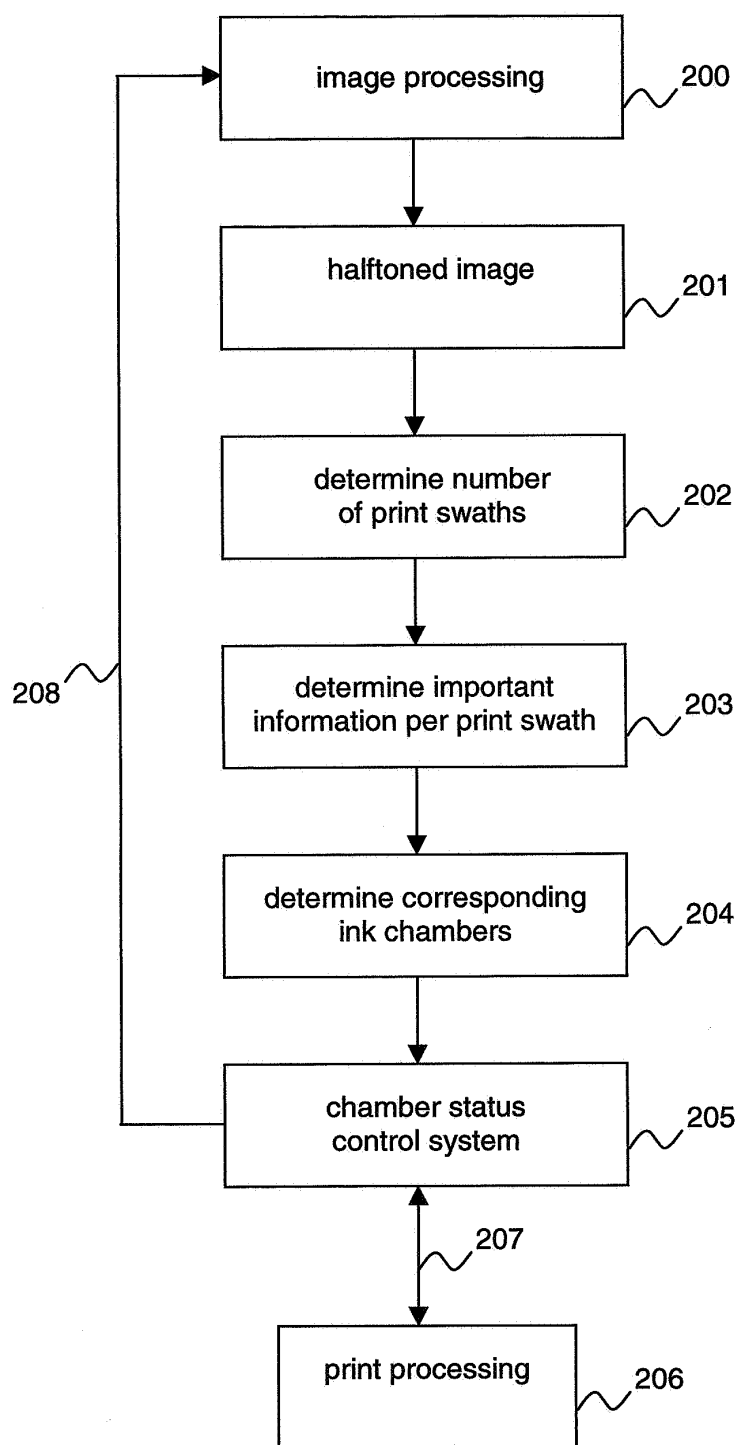 image processing
200
halftoned image
201
determine number
of print swaths
202
determine important
information per print swath
203
208
determine corresponding
ink chambers
204
chamber status
control system
205
207
print processing
206